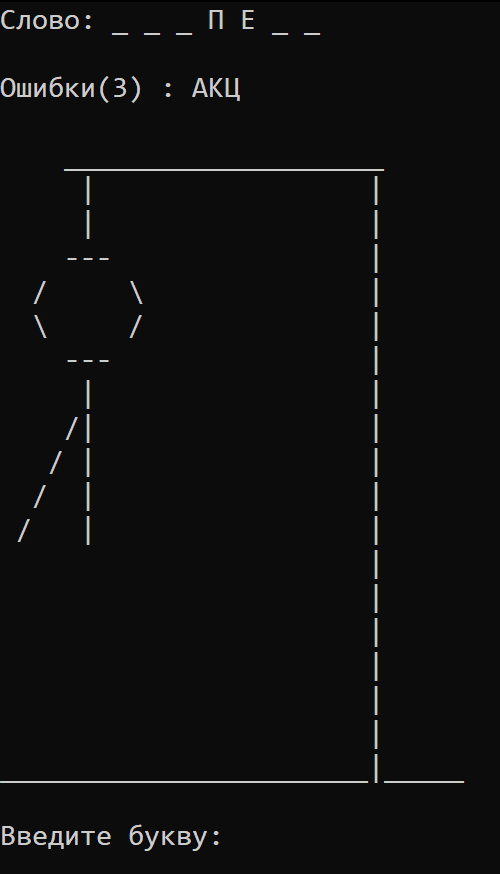 Слово: _ _ _ П Е _ _
Ошибки(3) : АКЦ
Введите букву: